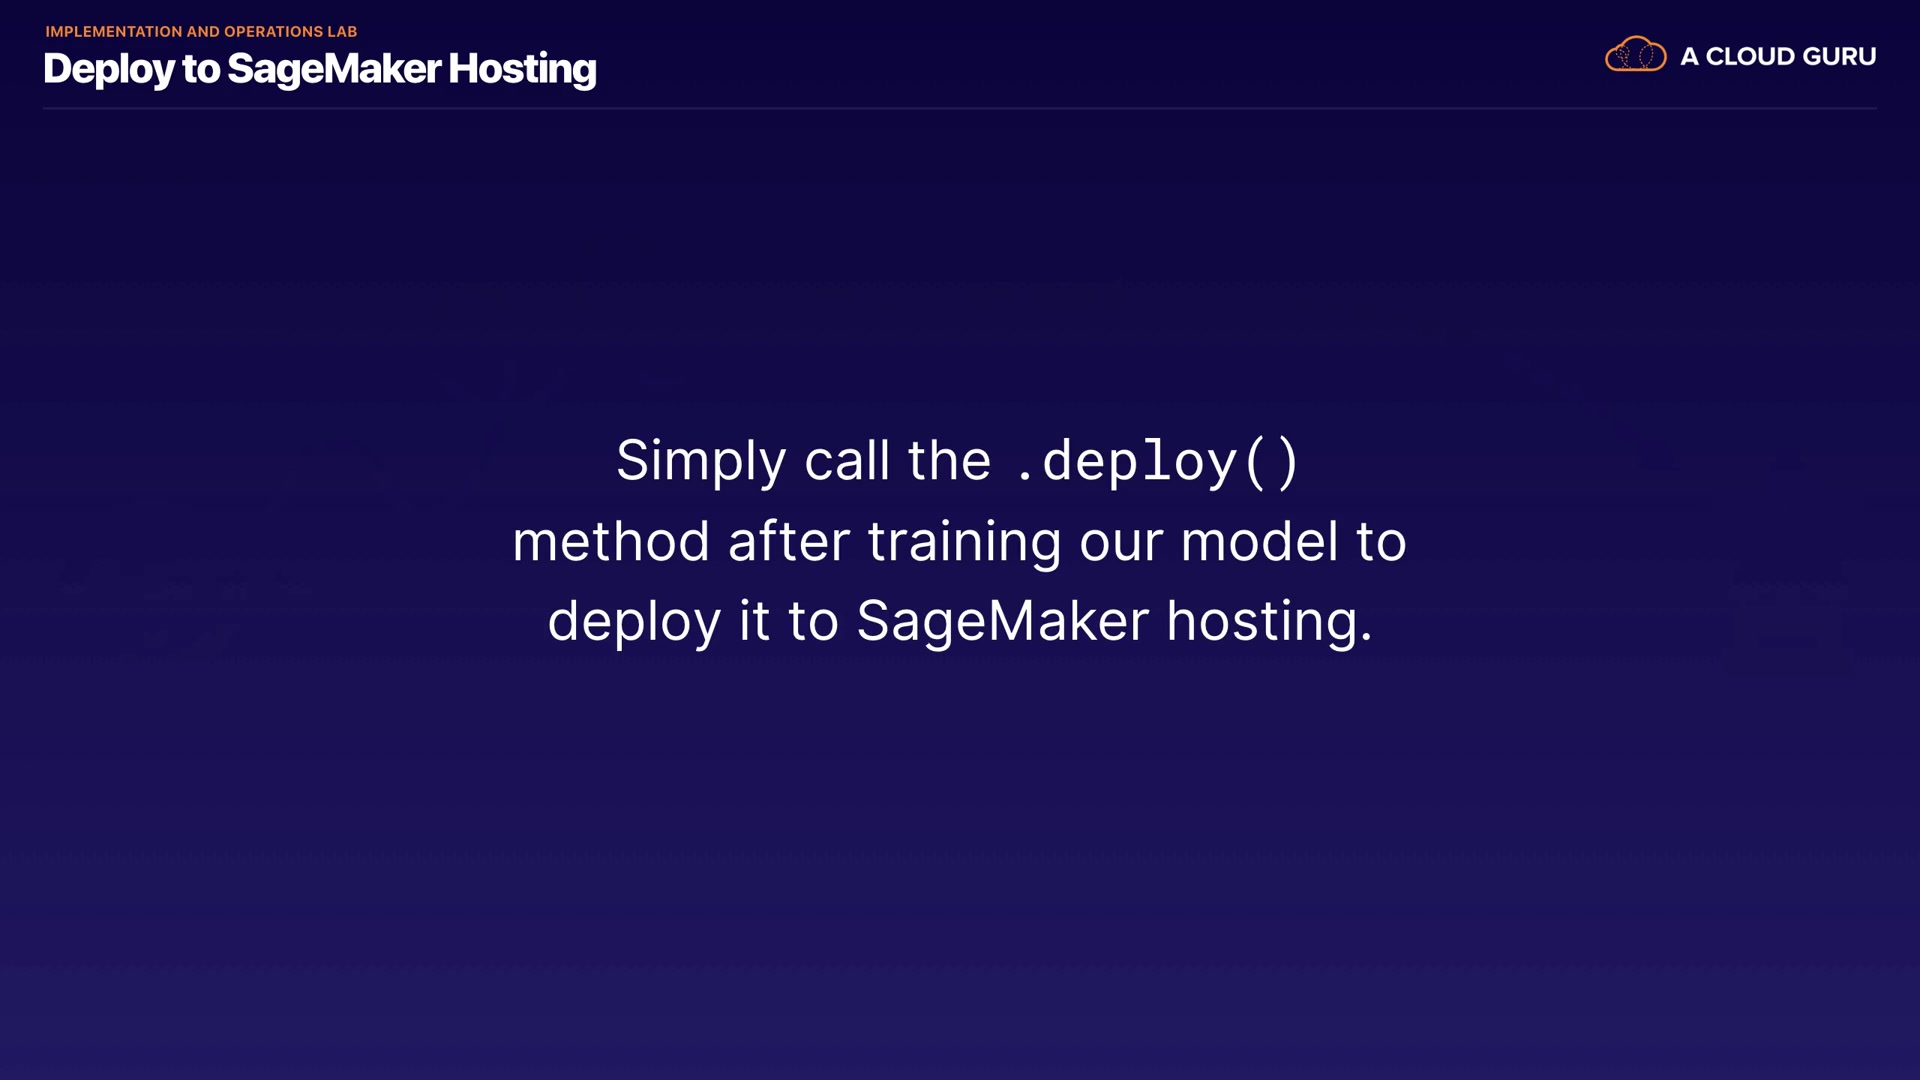 IMPLEMENTATION AND OPERATIONS LAB
Deploy to SageMaker Hosting
A CLOUD GURU
Simply call the .deploy()
method after training our model to
deploy it to SageMaker hosting.